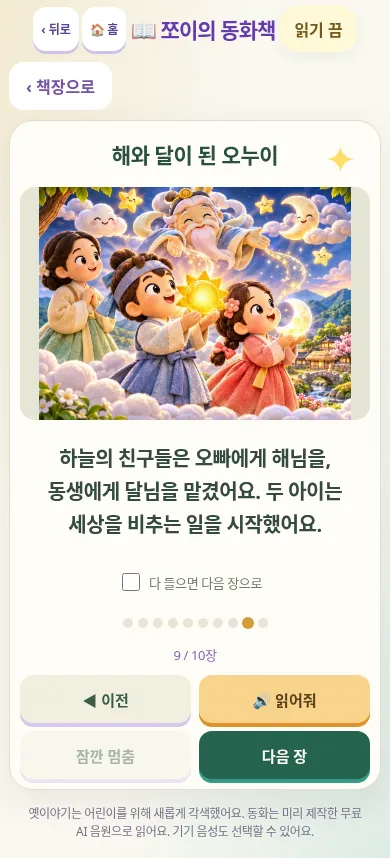 ‹ 뒤로 🏠 홈 📖 쪼이의 동화책 읽기 끔
‹ 책장으로
해와 달이 된 오누이
하늘의 친구들은 오빠에게 해님을,
동생에게 달님을 맡겼어요. 두 아이는
세상을 비추는 일을 시작했어요.
다 들으면 다음 장으로
9 / 10장
◀ 이전 🔊 읽어줘
잠깐 멈춤 다음 장
옛이야기는 어린이를 위해 새롭게 각색했어요. 동화는 미리 제작한 무료
AI 음원으로 읽어요. 기기 음성도 선택할 수 있어요.